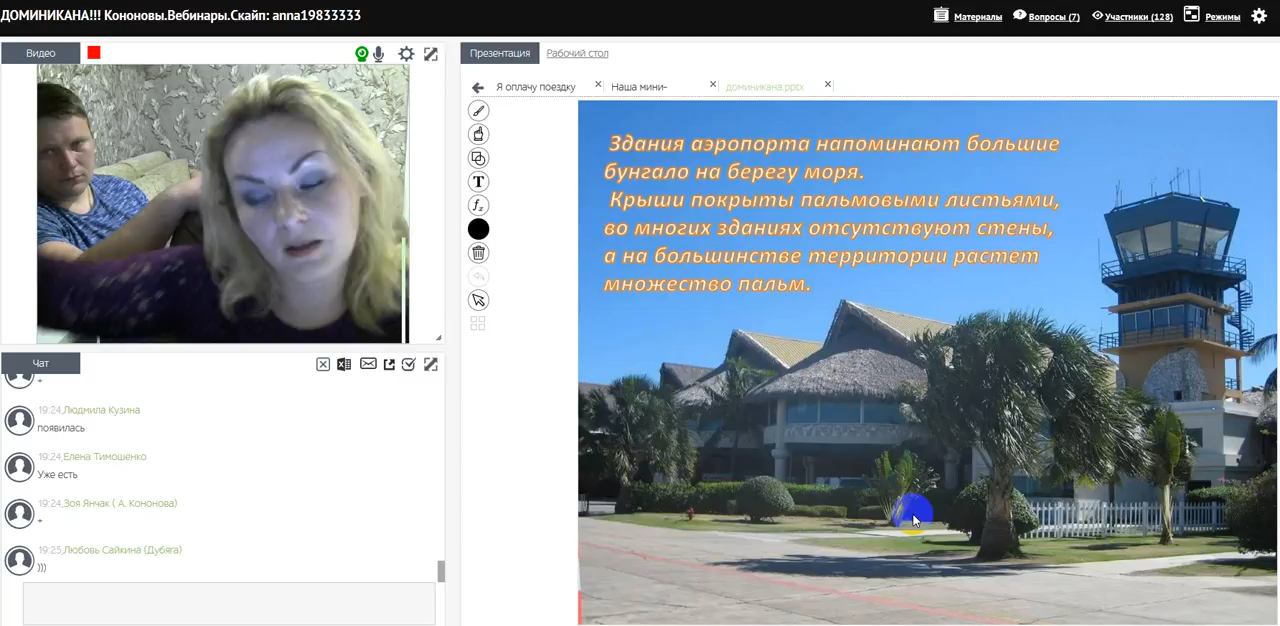 ДОМИНИКАНА!!! Кононовы.Вебинары.Скайп: anna19833333
Материалы
Вопросы (7)
Участники (128)
Режимы
Видео
Презентация
Рабочий стол
Я оплачу поездку
Наша мини-
доминикана.pptx
T
Здания аэропорта напоминают большие
бунгало на берегу моря.
Крыши покрыты пальмовыми листьями,
во многих зданиях отсутствуют стены,
а на большинстве территории растет
множество пальм.
Чат
+
19:24,Людмила Кузина
появилась
19:24,Елена Тимошенко
Уже есть
19:24,Зоя Янчак ( А. Кононова)
+
19:25,Любовь Сайкина (Дубяга)
)))